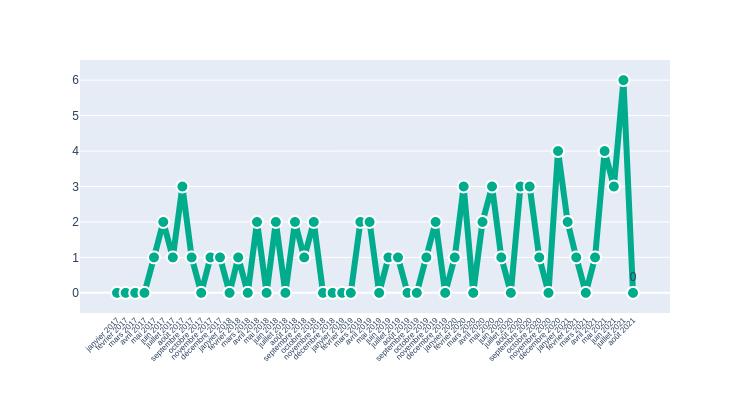 6
5
4
3
2
1
0
0
janvier 2017
février 2017
mars 2017
avril 2017
mai 2017
juin 2017
juillet 2017
août 2017
septembre 2017
octobre 2017
novembre 2017
décembre 2017
janvier 2018
février 2018
mars 2018
avril 2018
mai 2018
juin 2018
juillet 2018
août 2018
septembre 2018
octobre 2018
novembre 2018
décembre 2018
janvier 2019
février 2019
mars 2019
avril 2019
mai 2019
juin 2019
juillet 2019
août 2019
septembre 2019
octobre 2019
novembre 2019
décembre 2019
janvier 2020
février 2020
mars 2020
avril 2020
mai 2020
juin 2020
juillet 2020
août 2020
septembre 2020
octobre 2020
novembre 2020
décembre 2020
janvier 2021
février 2021
mars 2021
avril 2021
mai 2021
juin 2021
juillet 2021
août 2021